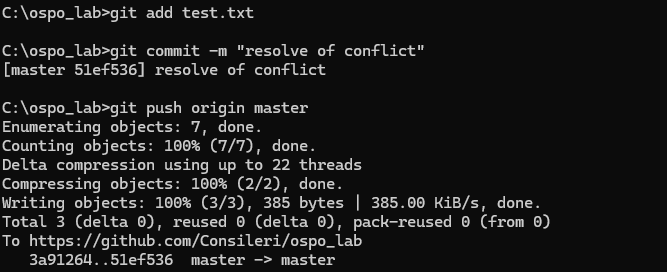 C:\ospo_lab>git add test.txt
C:\ospo_lab>git commit -m "resolve of conflict"
[master 51ef536] resolve of conflict
C:\ospo_lab>git push origin master
Enumerating objects: 7, done.
Counting objects: 100% (7/7), done.
Delta compression using up to 22 threads
Compressing objects: 100% (2/2), done.
Writing objects: 100% (3/3), 385 bytes | 385.00 KiB/s, done.
Total 3 (delta 0), reused 0 (delta 0), pack-reused 0 (from 0)
To https://github.com/Consileri/ospo_lab
   3a91264..51ef536  master -> master